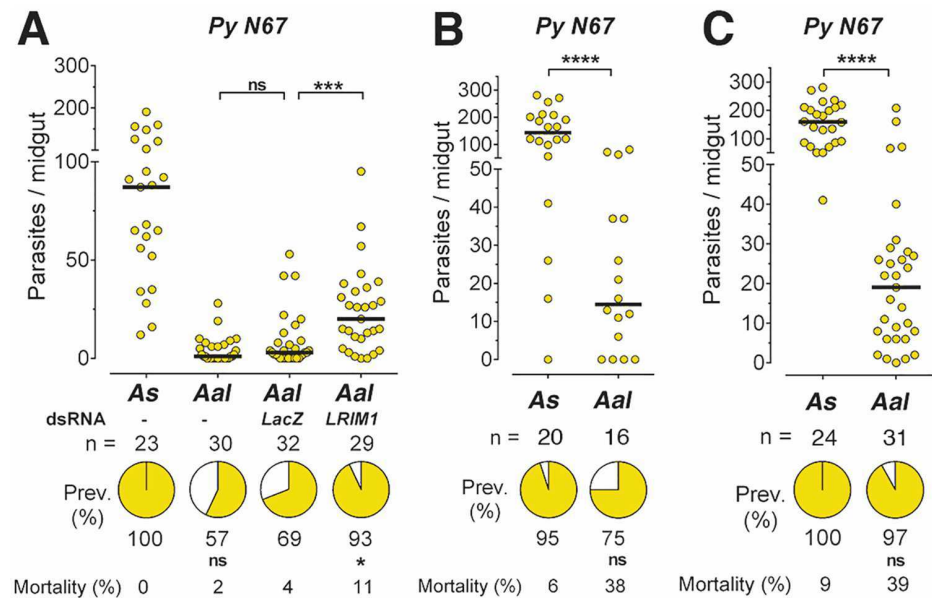 A
Py N67
Parasites / midgut
300
200
100
50
0
ns
***
As
Aal
Aal
Aal
dsRNA
-
-
LacZ
LRIM1
n =
23
30
32
29
Prev.
(%)
100
57
69
93
ns
*
Mortality (%)
0
2
4
11
B
Py N67
****
Parasites / midgut
300
200
100
50
40
30
20
10
0
As
Aal
n =
20
16
Prev.
(%)
95
75
ns
Mortality (%)
6
38
C
Py N67
****
Parasites / midgut
300
200
100
40
30
20
10
0
As
Aal
n =
24
31
Prev.
(%)
100
97
ns
Mortality (%)
9
39